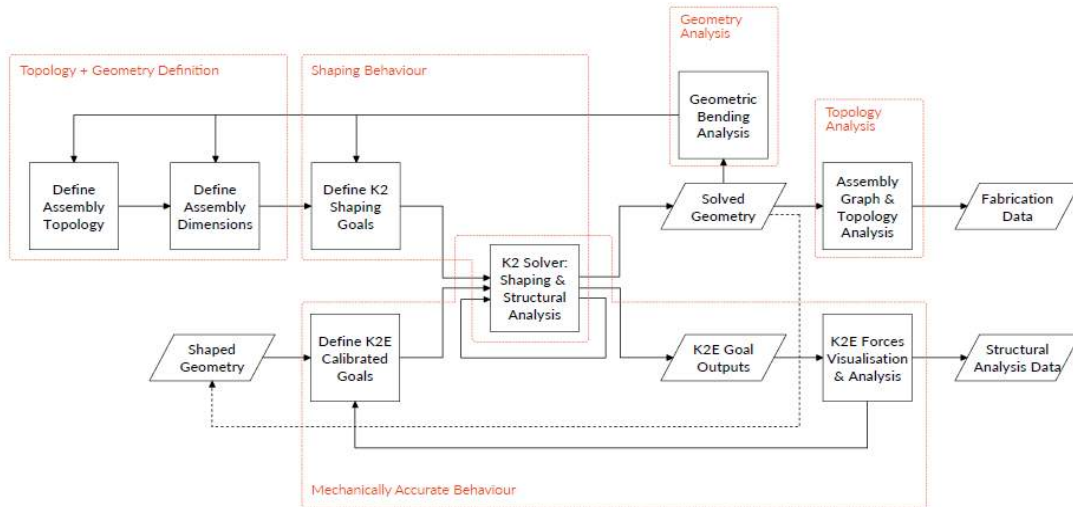 Geometry
Analysis
Topology + Geometry Definition
Shaping Behaviour
Geometric
Bending
Analysis
Topology
Analysis
Define
Assembly
Topology
Define
Assembly
Dimensions
Define K2
Shaping
Goals
Solved
Geometry
Assembly
Graph &
Topology
Analysis
Fabrication
Data
K2 Solver:
Shaping &
Structural
Analysis
Shaped
Geometry
Define K2E
Calibrated
Goals
K2E Goal
Outputs
K2E Forces
Visualisation
& Analysis
Structural
Analysis Data
Mechanically Accurate Behaviour